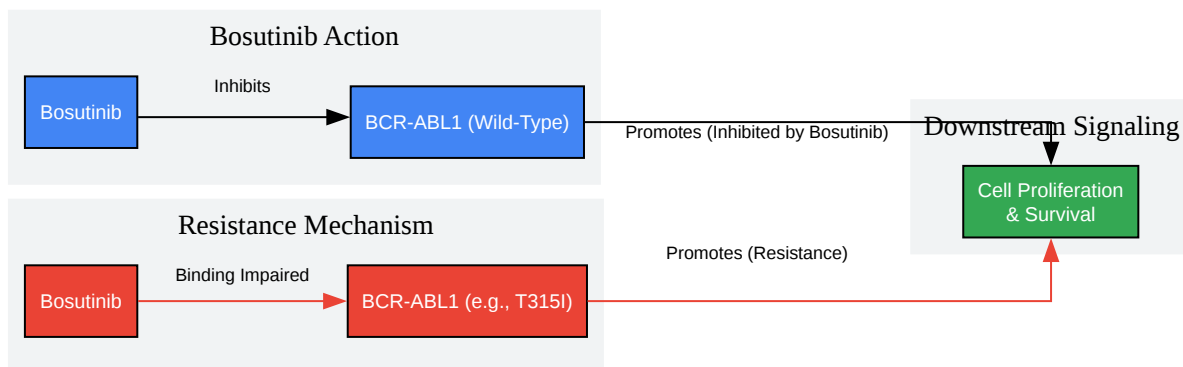 Bosutinib Action
Inhibits
Bosutinib
BCR-ABL1 (Wild-Type)
Promotes (Inhibited by Bosutinib)
Downstream Signaling
Cell Proliferation
& Survival
Resistance Mechanism
Binding Impaired
Bosutinib
BCR-ABL1 (e.g., T315I)
Promotes (Resistance)